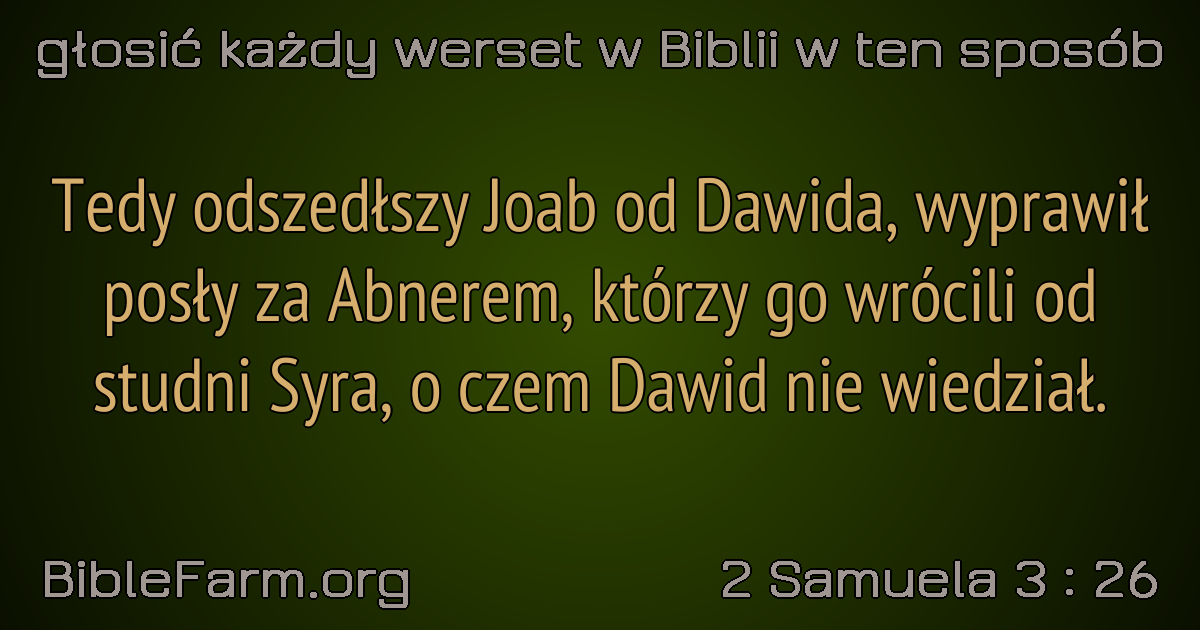 głosić każdy werset w Biblii w ten sposób
Tedy odszedłszy Joab od Dawida, wyprawił
posły za Abnerem, którzy go wrócili od
studni Syra, o czem Dawid nie wiedział.
BibleFarm.org
2 Samuela 3 : 26